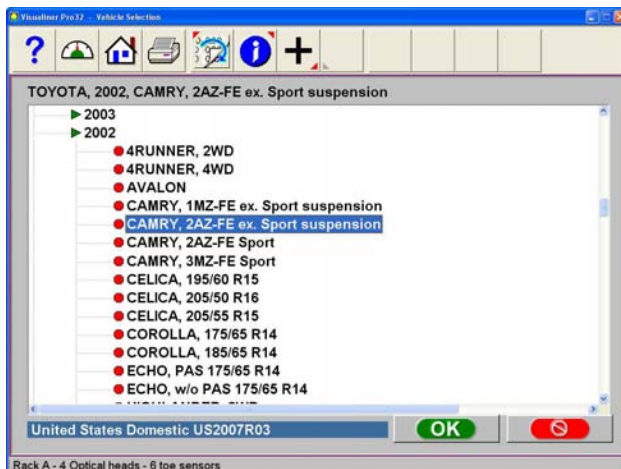 Visualiner Pro32 - Vehicle Selection
?
i
TOYOTA, 2002, CAMRY, 2AZ-FE ex. Sport suspension
2003
2002
4RUNNER, 2WD
4RUNNER, 4WD
AVALON
CAMRY, 1MZ-FE ex. Sport suspension
CAMRY, 2AZ-FE ex. Sport suspension
CAMRY, 2AZ-FE Sport
CAMRY, 3MZ-FE Sport
CELICA, 195/60 R15
CELICA, 205/50 R16
CELICA, 205/55 R15
COROLLA, 175/65 R14
COROLLA, 185/65 R14
ECHO, PAS 175/65 R14
ECHO, w/o PAS 175/65 R14
United States Domestic US2007R03
OK
Rack A - 4 Optical heads - 6 toe sensors